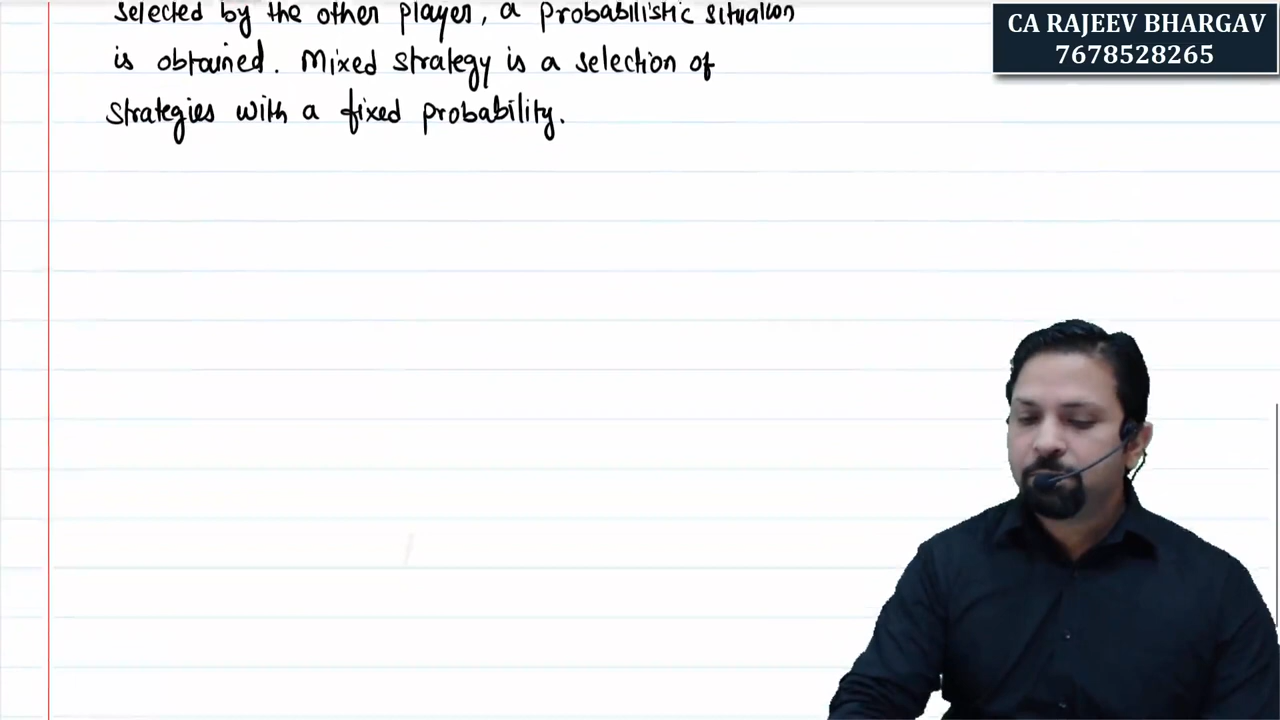 selected by the other player, a probabilistic situation
is obtained. Mixed strategy is a selection of
strategies with a fixed probability.
CA RAJEEV BHARGAV
7678528265